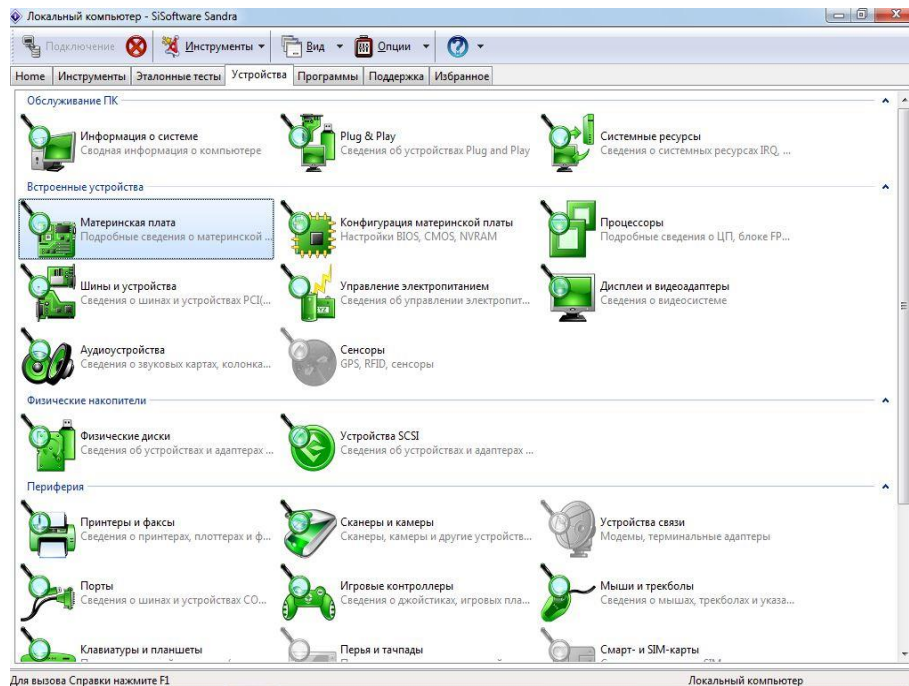 Локальный компьютер - SiSoftware Sandra
Подключение Инструменты Вид Опции
Home Инструменты Эталонные тесты Устройства Программы Поддержка Избранное
Обслуживание ПК
Информация о системе
Сводная информация о компьютере
Plug & Play
Сведения об устройствах Plug and Play
Системные ресурсы
Сведения о системных ресурсах IRQ, ...
Встроенные устройства
Материнская плата
Подробные сведения о материнской ...
Конфигурация материнской платы
Настройки BIOS, CMOS, NVRAM
Процессоры
Подробные сведения о ЦП, блоке FP...
Шины и устройства
Сведения о шинах и устройствах PCI(...
Управление электропитанием
Сведения об управлении электропит...
Дисплеи и видеоадаптеры
Сведения о видеосистеме
Аудиоустройства
Сведения о звуковых картах, колонка...
Сенсоры
GPS, RFID, сенсоры
Физические накопители
Физические диски
Сведения об устройствах и адаптерах ...
Устройства SCSI
Сведения об устройствах и адаптерах ...
Периферия
Принтеры и факсы
Сведения о принтерах, плоттерах и ф...
Сканеры и камеры
Сканеры, камеры и другие устройств...
Устройства связи
Модемы, терминальные адаптеры
Порты
Сведения о шинах и устройствах CO...
Игровые контроллеры
Сведения о джойстиках, игровых пла...
Мыши и трекболы
Сведения о мышах, трекболах и указа...
Клавиатуры и планшеты
Перья и тачпады
Смарт- и SIM-карты
Для вызова Справки нажмите F1
Локальный компьютер